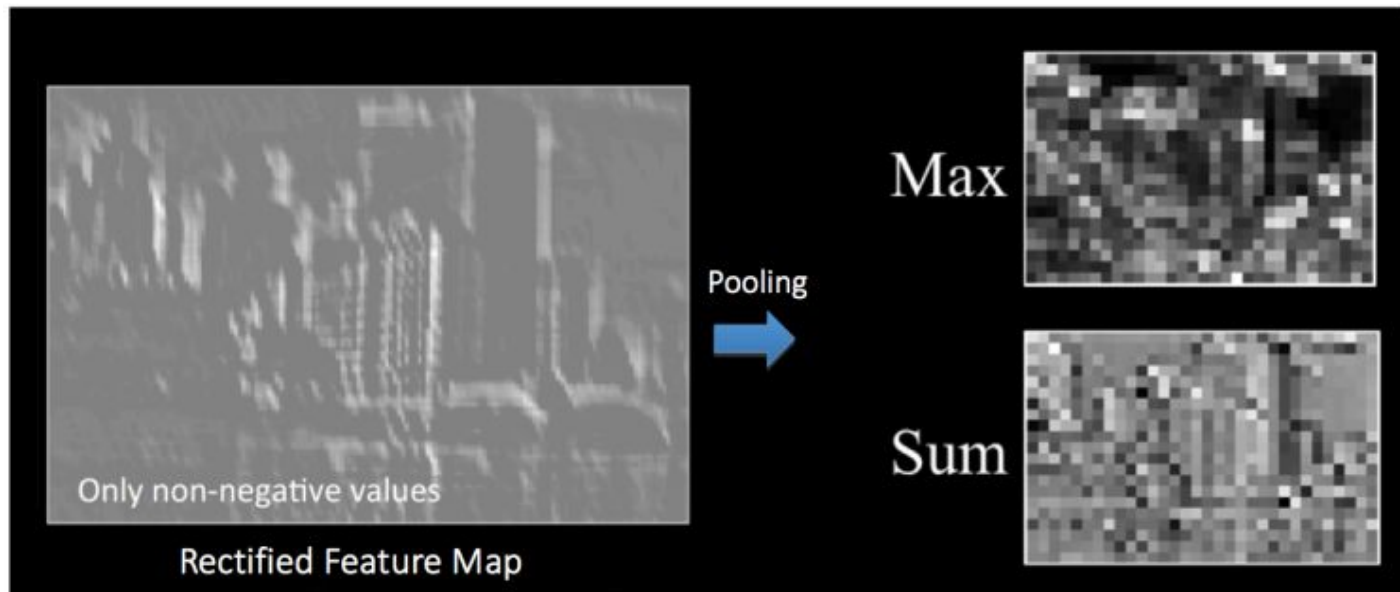 Only non-negative values
Rectified Feature Map
Pooling
Max
Sum